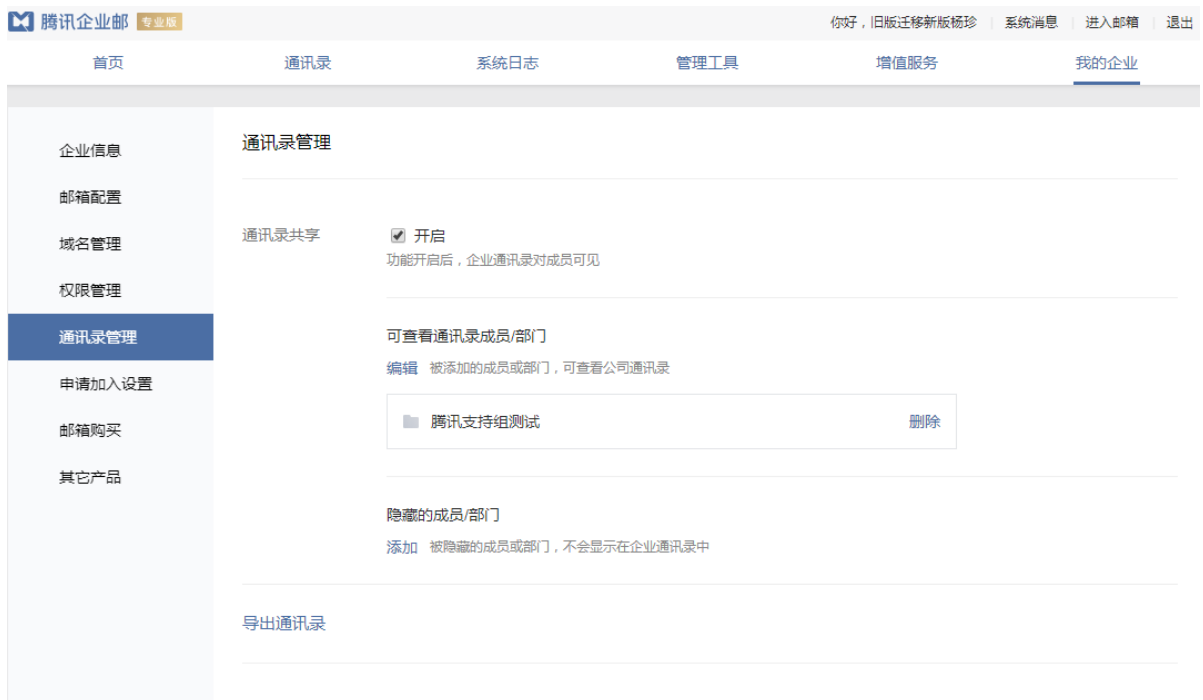 腾讯企业邮 专业版 你好，旧版迁移新版杨珍 系统消息 进入邮箱 退出
首页 通讯录 系统日志 管理工具 增值服务 我的企业
企业信息
邮箱配置
域名管理
权限管理
通讯录管理
申请加入设置
邮箱购买
其它产品
通讯录管理
通讯录共享 开启
功能开启后，企业通讯录对成员可见
可查看通讯录成员/部门
编辑 被添加的成员或部门，可查看公司通讯录
腾讯支持组测试 删除
隐藏的成员/部门
添加 被隐藏的成员或部门，不会显示在企业通讯录中
导出通讯录